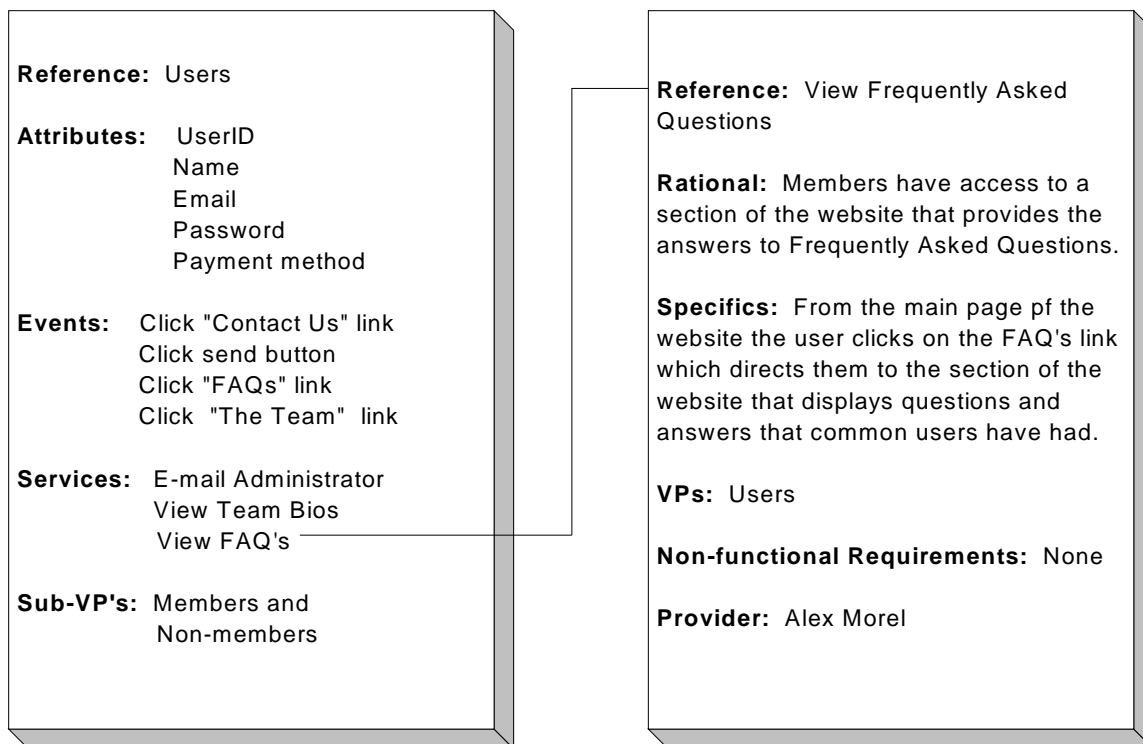 Reference: Users
Attributes: UserID
Name
Email
Password
Payment method
Events: Click "Contact Us" link
Click send button
Click "FAQs" link
Click "The Team" link
Services: E-mail Administrator
View Team Bios
View FAQ's
Sub-VP's: Members and
Non-members
Reference: View Frequently Asked
Questions
Rational: Members have access to a
section of the website that provides the
answers to Frequently Asked Questions.
Specifics: From the main page pf the
website the user clicks on the FAQ's link
which directs them to the section of the
website that displays questions and
answers that common users have had.
VPs: Users
Non-functional Requirements: None
Provider: Alex Morel